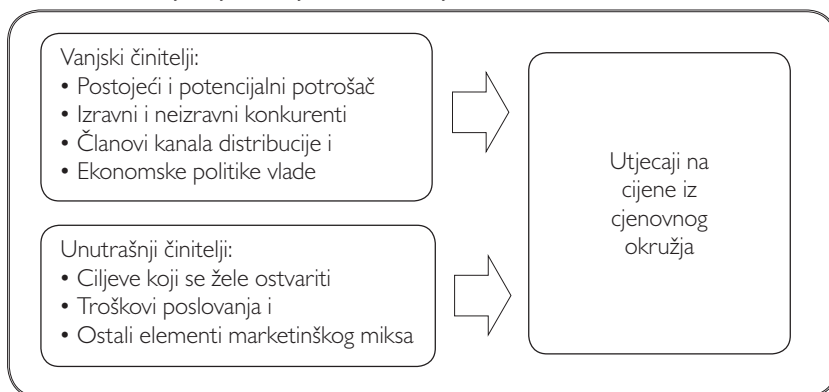 Vanjski činitelji:
• Postojeći i potencijalni potrošač
• Izravni i neizravni konkurenti
• Članovi kanala distribucije i
• Ekonomske politike vlade
Unutrašnji činitelji:
• Ciljeve koji se žele ostvariti
• Troškovi poslovanja i
• Ostali elementi marketinškog miksa
Utjecaji na
cijene iz
cjenovnog
okružja